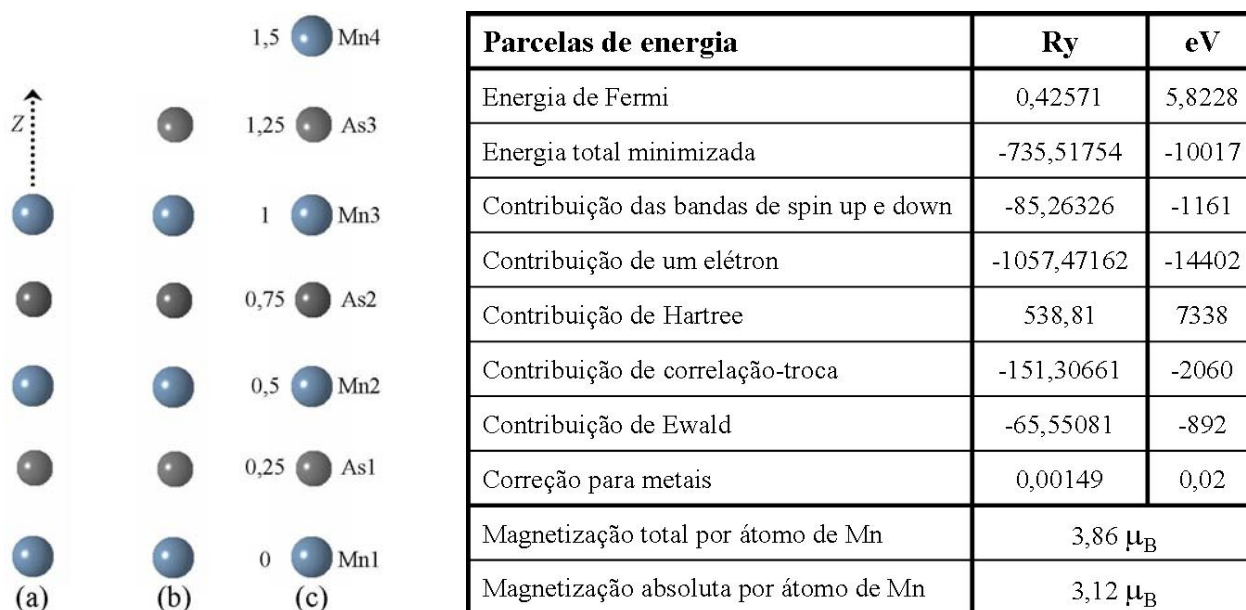 1,5 Mn4
Z
1,25 As3
1 Mn3
0,75 As2
0,5 Mn2
0,25 As1
0 Mn1
(a) (b) (c)
Parcelas de energia Ry eV
Energia de Fermi 0,42571 5,8228
Energia total minimizada -735,51754 -10017
Contribuição das bandas de spin up e down -85,26326 -1161
Contribuição de um elétron -1057,47162 -14402
Contribuição de Hartree 538,81 7338
Contribuição de correlação-troca -151,30661 -2060
Contribuição de Ewald -65,55081 -892
Correção para metais 0,00149 0,02
Magnetização total por átomo de Mn 3,86 μB
Magnetização absoluta por átomo de Mn 3,12 μB